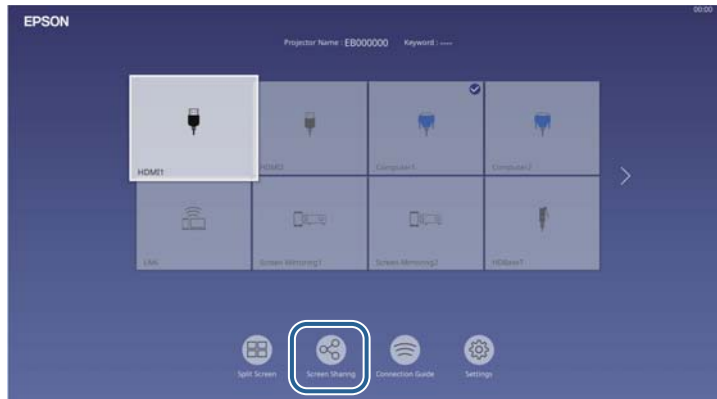 00:00
EPSON
Projector Name : EB000000 Keyword : ----
HDMI1 HDMI2 Computer1 Computer2
LAN Screen Mirroring1 Screen Mirroring2 HDBaseT
Split Screen Screen Sharing Connection Guide Settings